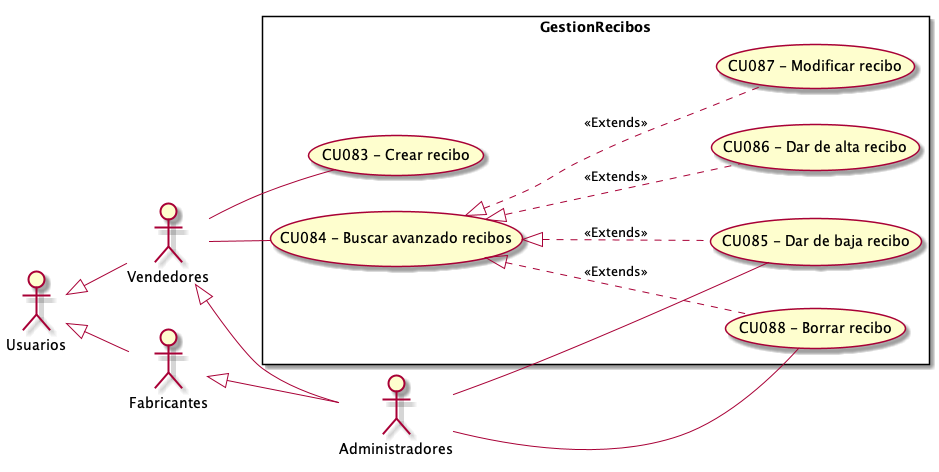 GestionRecibos
CU087 – Modificar recibo
«Extends»
CU086 – Dar de alta recibo
CU083 – Crear recibo
«Extends»
CU084 – Buscar avanzado recibos
«Extends»
CU085 – Dar de baja recibo
Vendedores
«Extends»
CU088 – Borrar recibo
Usuarios
Fabricantes
Administradores